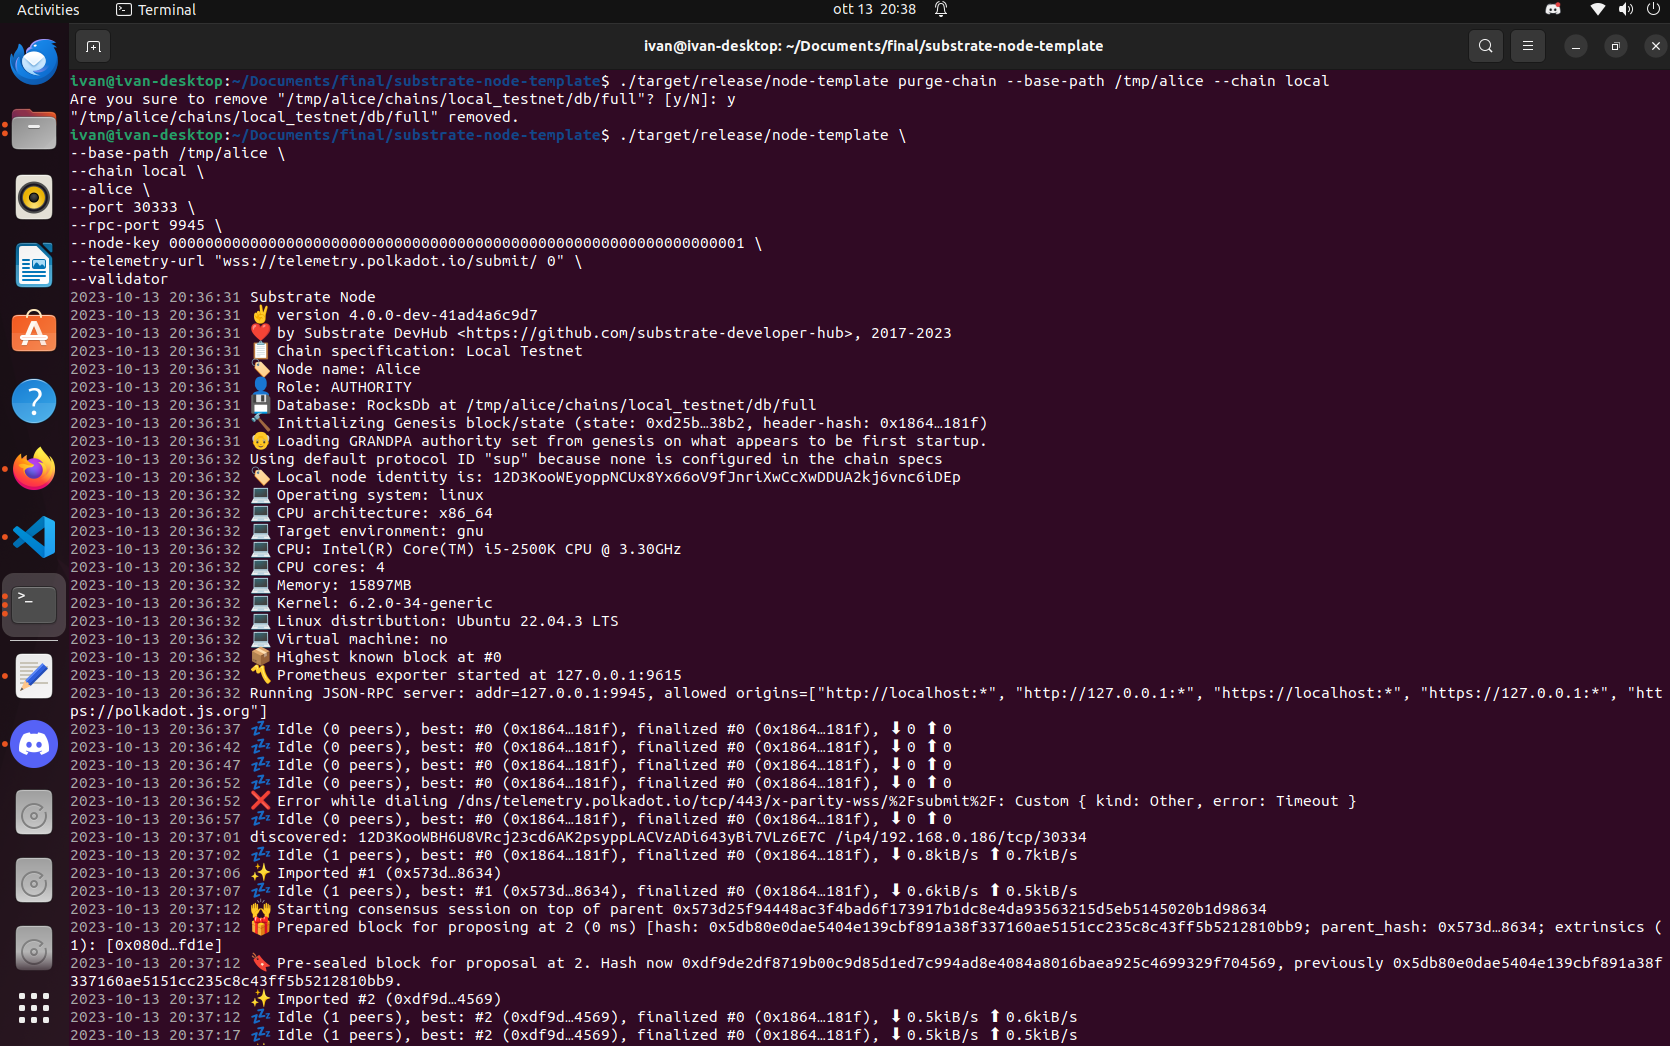 Activities Terminal ott 13 20:38
ivan@ivan-desktop: ~/Documents/final/substrate-node-template
ivan@ivan-desktop:~/Documents/final/substrate-node-template$ ./target/release/node-template purge-chain --base-path /tmp/alice --chain local
Are you sure to remove "/tmp/alice/chains/local_testnet/db/full"? [y/N]: y
"/tmp/alice/chains/local_testnet/db/full" removed.
ivan@ivan-desktop:~/Documents/final/substrate-node-template$ ./target/release/node-template \
--base-path /tmp/alice \
--chain local \
--alice \
--port 30333 \
--rpc-port 9945 \
--node-key 0000000000000000000000000000000000000000000000000000000000000001 \
--telemetry-url "wss://telemetry.polkadot.io/submit/ 0" \
--validator
2023-10-13 20:36:31 Substrate Node
2023-10-13 20:36:31 ✌️ version 4.0.0-dev-41ad4a6c9d7
2023-10-13 20:36:31 ❤️ by Substrate DevHub <https://github.com/substrate-developer-hub>, 2017-2023
2023-10-13 20:36:31 📋 Chain specification: Local Testnet
2023-10-13 20:36:31 🏷 Node name: Alice
2023-10-13 20:36:31 👤 Role: AUTHORITY
2023-10-13 20:36:31 💾 Database: RocksDb at /tmp/alice/chains/local_testnet/db/full
2023-10-13 20:36:31 🔨 Initializing Genesis block/state (state: 0xd25b…38b2, header-hash: 0x1864…181f)
2023-10-13 20:36:31 👴 Loading GRANDPA authority set from genesis on what appears to be first startup.
2023-10-13 20:36:32 Using default protocol ID "sup" because none is configured in the chain specs
2023-10-13 20:36:32 🏷 Local node identity is: 12D3KooWEyoppNCUx8Yx66oV9fJnriXwCcXwDDUA2kj6vnc6iDEp
2023-10-13 20:36:32 💻 Operating system: linux
2023-10-13 20:36:32 💻 CPU architecture: x86_64
2023-10-13 20:36:32 💻 Target environment: gnu
2023-10-13 20:36:32 💻 CPU: Intel(R) Core(TM) i5-2500K CPU @ 3.30GHz
2023-10-13 20:36:32 💻 CPU cores: 4
2023-10-13 20:36:32 💻 Memory: 15897MB
2023-10-13 20:36:32 💻 Kernel: 6.2.0-34-generic
2023-10-13 20:36:32 💻 Linux distribution: Ubuntu 22.04.3 LTS
2023-10-13 20:36:32 💻 Virtual machine: no
2023-10-13 20:36:32 📦 Highest known block at #0
2023-10-13 20:36:32 〽️ Prometheus exporter started at 127.0.0.1:9615
2023-10-13 20:36:32 Running JSON-RPC server: addr=127.0.0.1:9945, allowed origins=["http://localhost:*", "http://127.0.0.1:*", "https://localhost:*", "https://127.0.0.1:*", "htt
ps://polkadot.js.org"]
2023-10-13 20:36:37 💤 Idle (0 peers), best: #0 (0x1864…181f), finalized #0 (0x1864…181f), ⬇ 0 ⬆ 0
2023-10-13 20:36:42 💤 Idle (0 peers), best: #0 (0x1864…181f), finalized #0 (0x1864…181f), ⬇ 0 ⬆ 0
2023-10-13 20:36:47 💤 Idle (0 peers), best: #0 (0x1864…181f), finalized #0 (0x1864…181f), ⬇ 0 ⬆ 0
2023-10-13 20:36:52 💤 Idle (0 peers), best: #0 (0x1864…181f), finalized #0 (0x1864…181f), ⬇ 0 ⬆ 0
2023-10-13 20:36:52 ❌ Error while dialing /dns/telemetry.polkadot.io/tcp/443/x-parity-wss/%2Fsubmit%2F: Custom { kind: Other, error: Timeout }
2023-10-13 20:36:57 💤 Idle (0 peers), best: #0 (0x1864…181f), finalized #0 (0x1864…181f), ⬇ 0 ⬆ 0
2023-10-13 20:37:01 discovered: 12D3KooWBH6U8VRcj23cd6AK2psyppLACVzADi643yBi7VLz6E7C /ip4/192.168.0.186/tcp/30334
2023-10-13 20:37:02 💤 Idle (1 peers), best: #0 (0x1864…181f), finalized #0 (0x1864…181f), ⬇ 0.8kiB/s ⬆ 0.7kiB/s
2023-10-13 20:37:06 ✨ Imported #1 (0x573d…8634)
2023-10-13 20:37:07 💤 Idle (1 peers), best: #1 (0x573d…8634), finalized #0 (0x1864…181f), ⬇ 0.6kiB/s ⬆ 0.5kiB/s
2023-10-13 20:37:12 🙌 Starting consensus session on top of parent 0x573d25f94448ac3f4bad6f173917b1dc8e4da93563215d5eb5145020b1d98634
2023-10-13 20:37:12 🎁 Prepared block for proposing at 2 (0 ms) [hash: 0x5db80e0dae5404e139cbf891a38f337160ae5151cc235c8c43ff5b5212810bb9; parent_hash: 0x573d…8634; extrinsics (
1): [0x080d…fd1e]
2023-10-13 20:37:12 🔖 Pre-sealed block for proposal at 2. Hash now 0xdf9de2df8719b00c9d85d1ed7c994ad8e4084a8016baea925c4699329f704569, previously 0x5db80e0dae5404e139cbf891a38f
337160ae5151cc235c8c43ff5b5212810bb9.
2023-10-13 20:37:12 ✨ Imported #2 (0xdf9d…4569)
2023-10-13 20:37:12 💤 Idle (1 peers), best: #2 (0xdf9d…4569), finalized #0 (0x1864…181f), ⬇ 0.5kiB/s ⬆ 0.6kiB/s
2023-10-13 20:37:17 💤 Idle (1 peers), best: #2 (0xdf9d…4569), finalized #0 (0x1864…181f), ⬇ 0.5kiB/s ⬆ 0.5kiB/s